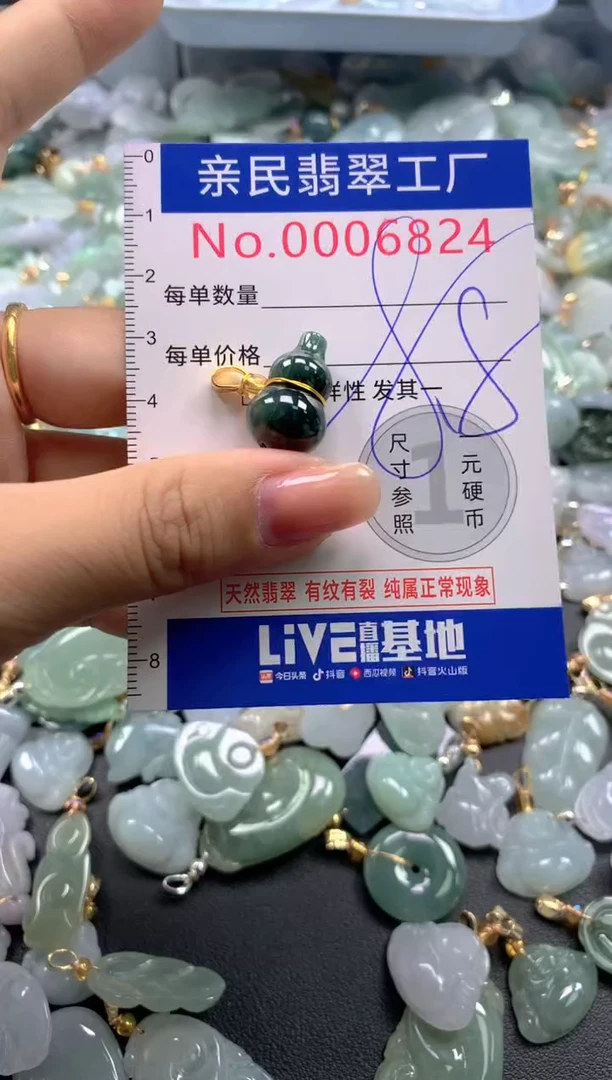 0
亲民翡翠工厂
1
No.0006824
2
每单数量
3
每单价格
样性 发其一
4
88
尺寸参照
1
一元硬币
天然翡翠 有纹有裂 纯属正常现象
LiVE直播基地
8
今日头条 抖音 西瓜视频 抖音火山版